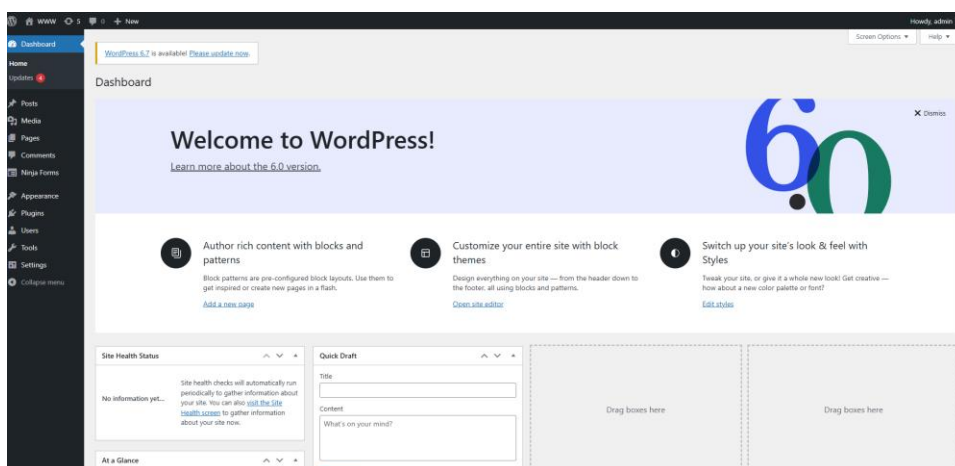 WWW 5 0 + New Howdy, admin
Dashboard
Home
Updates 4
Posts
Media
Pages
Comments
Ninja Forms
Appearance
Plugins
Users
Tools
Settings
Collapse menu
Screen Options ▼ Help ▼
WordPress 6.7 is available! Please update now.
Dashboard
Welcome to WordPress!
Learn more about the 6.0 version.
6.0
Dismiss
Author rich content with blocks and
patterns
Block patterns are pre-configured block layouts. Use them to
get inspired or create new pages in a flash.
Add a new page
Customize your entire site with block
themes
Design everything on your site — from the header down to
the footer, all using blocks and patterns.
Open site editor
Switch up your site's look & feel with
Styles
Tweak your site, or give it a whole new look! Get creative —
how about a new color palette or font?
Edit styles
Site Health Status
No information yet...
Site health checks will automatically run
periodically to gather information about
your site. You can also visit the Site
Health screen to gather information
about your site now.
At a Glance
Quick Draft
Title
Content
What's on your mind?
Drag boxes here
Drag boxes here